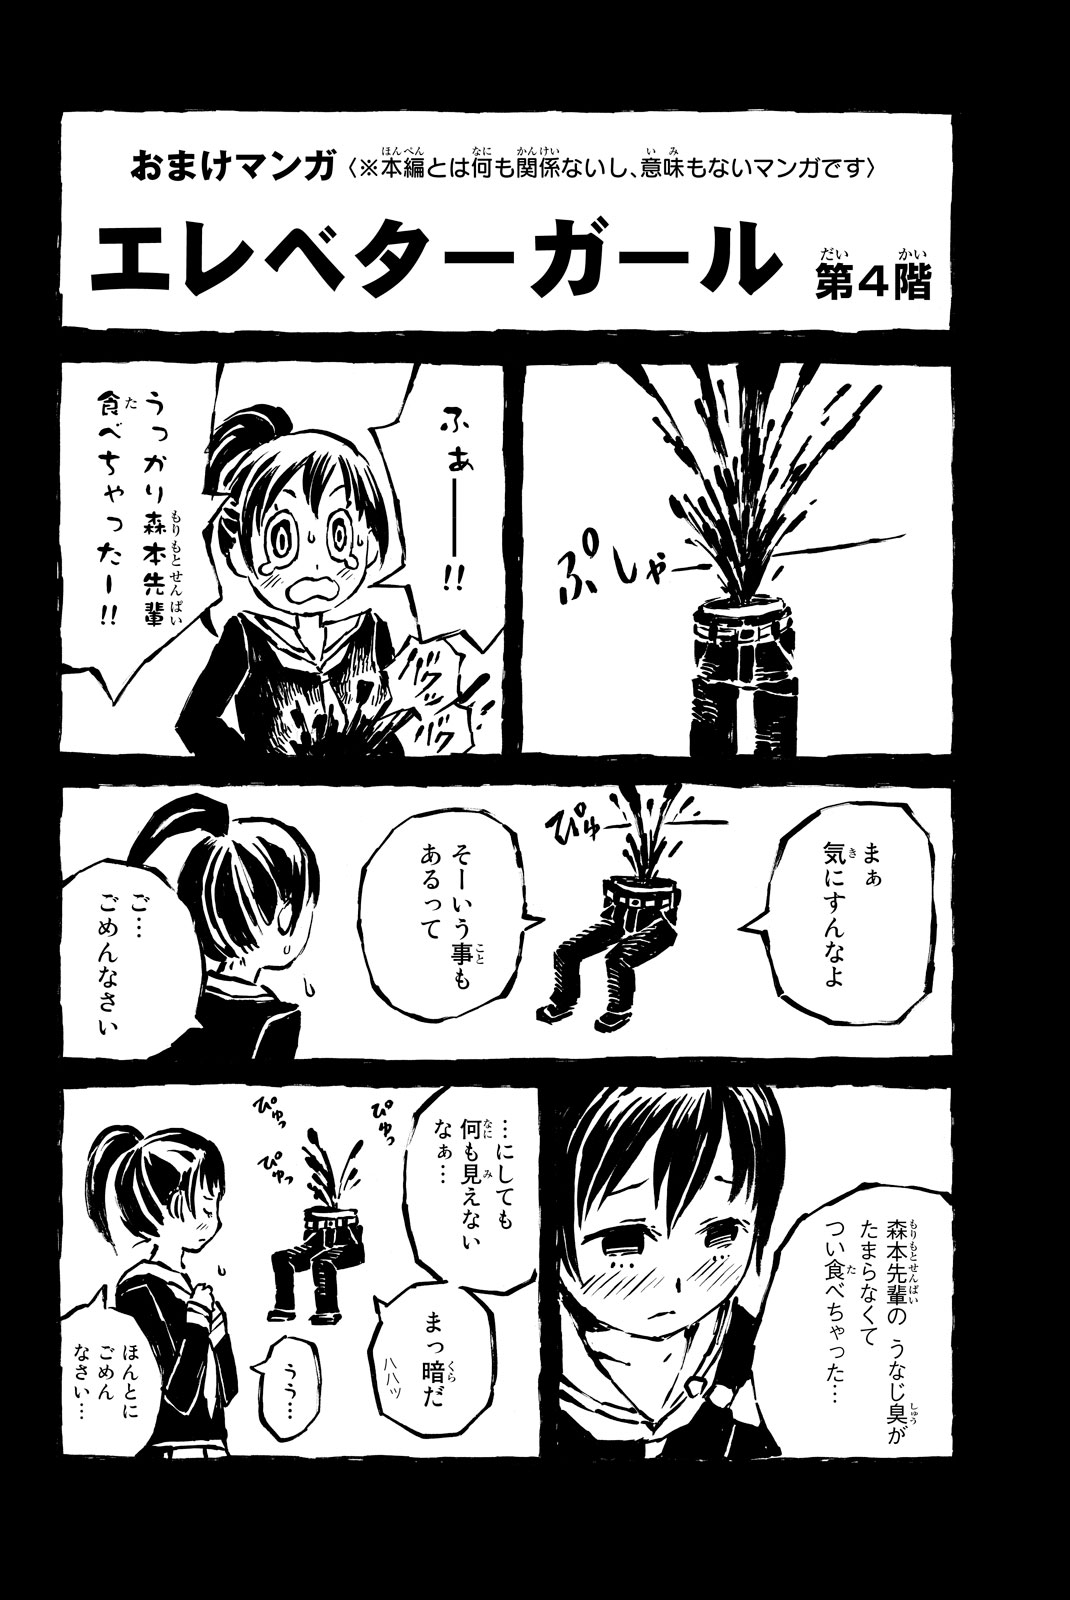 おまけマンガ〈※本編とは何も関係ないし、意味もないマンガです〉
エレベターガール 第4階
ぷしゃー
ふぁ――!!
うっかり森本先輩
食べちゃったー!!
バクッ
バクッ
まぁ
気にすんなよ
ぴゅー
そーいう事も
あるって
ご…
ごめんなさい
森本先輩の うなじ臭が
たまらなくて
つい食べちゃった…
…にしても
何も見えない
なぁ…
まっ暗だ
ハハッ
ぴゅっ
ぴゅっ
ぴゅっ
うう…
ほんとに
ごめん
なさい…